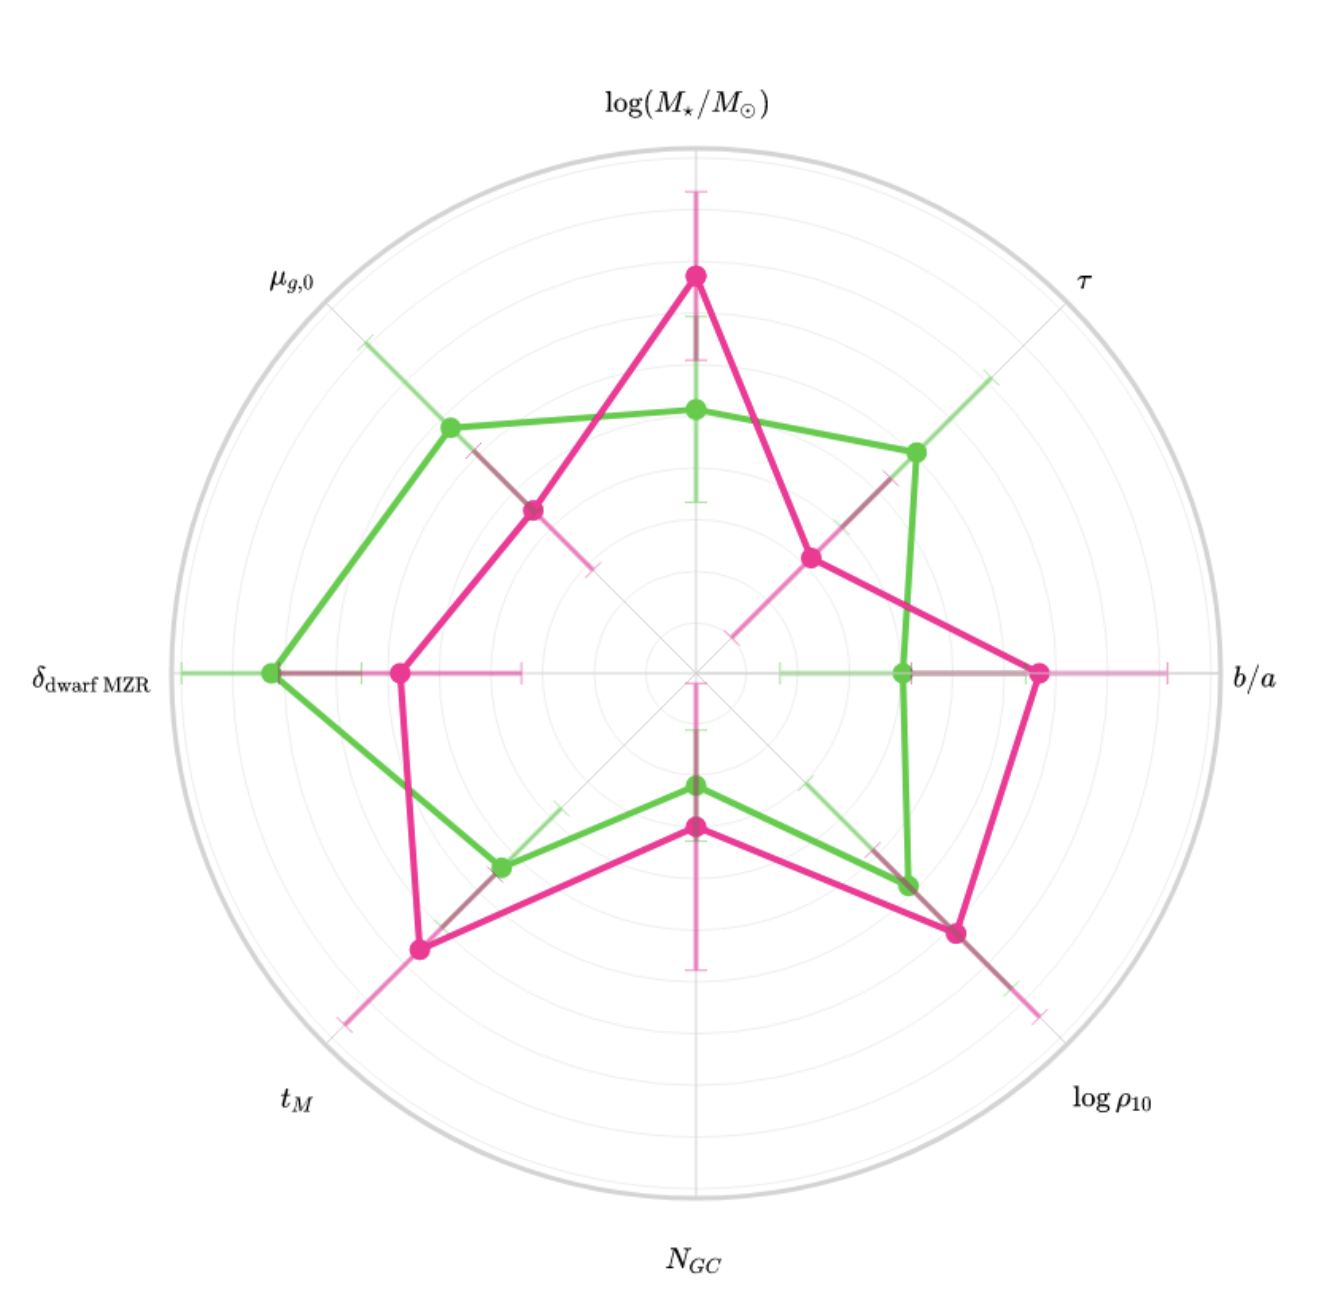 log(M⋆/M⊙)
μg,0
τ
δdwarf MZR
b/a
tM
log ρ10
NGC